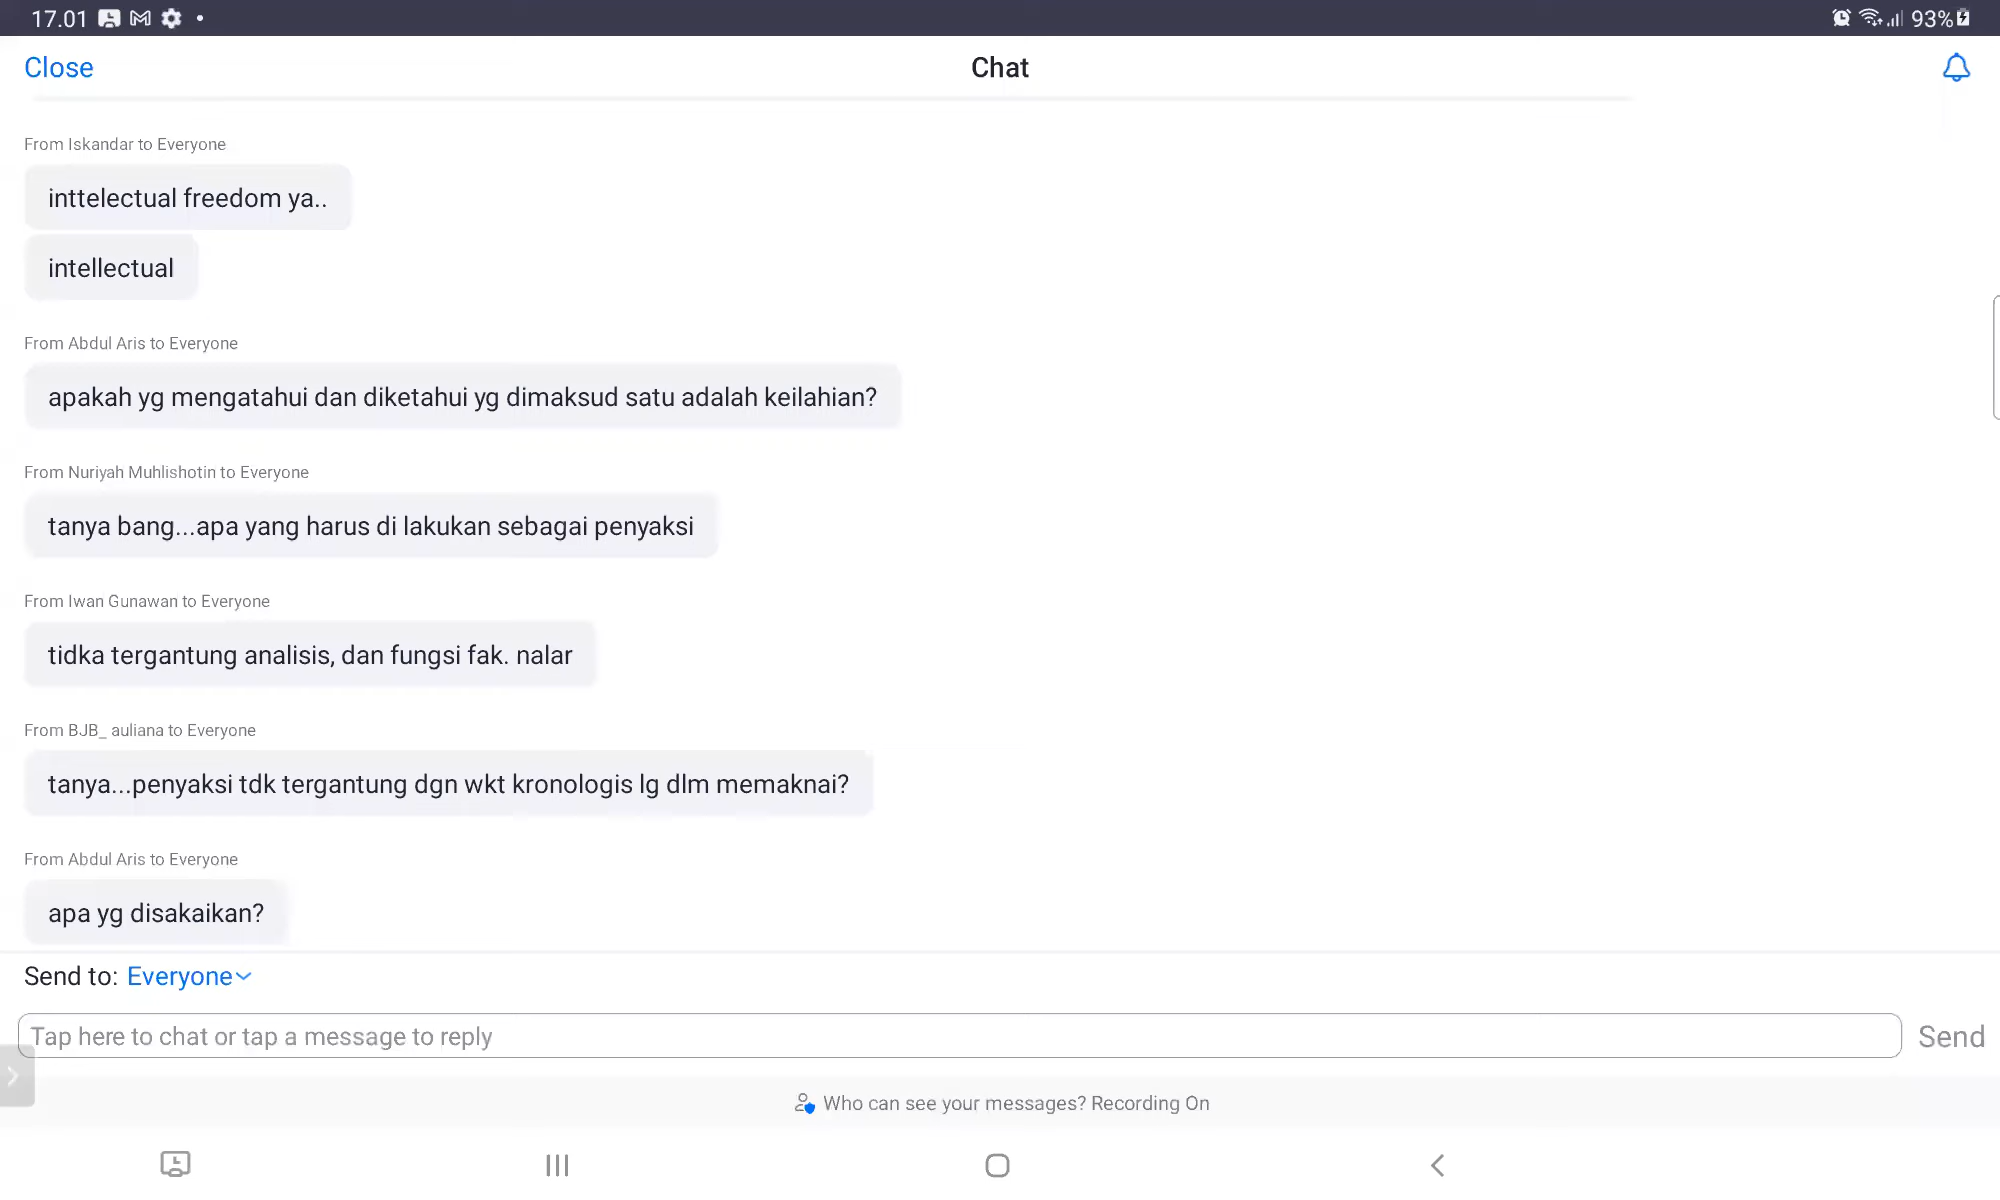 17.01
93%
Close
Chat
From Iskandar to Everyone
inttelectual freedom ya..
intellectual
From Abdul Aris to Everyone
apakah yg mengatahui dan diketahui yg dimaksud satu adalah keilahian?
From Nuriyah Muhlishotin to Everyone
tanya bang...apa yang harus di lakukan sebagai penyaksi
From Iwan Gunawan to Everyone
tidka tergantung analisis, dan fungsi fak. nalar
From BJB_ auliana to Everyone
tanya...penyaksi tdk tergantung dgn wkt kronologis lg dlm memaknai?
From Abdul Aris to Everyone
apa yg disakaikan?
Send to: Everyone
Tap here to chat or tap a message to reply
Send
Who can see your messages? Recording On